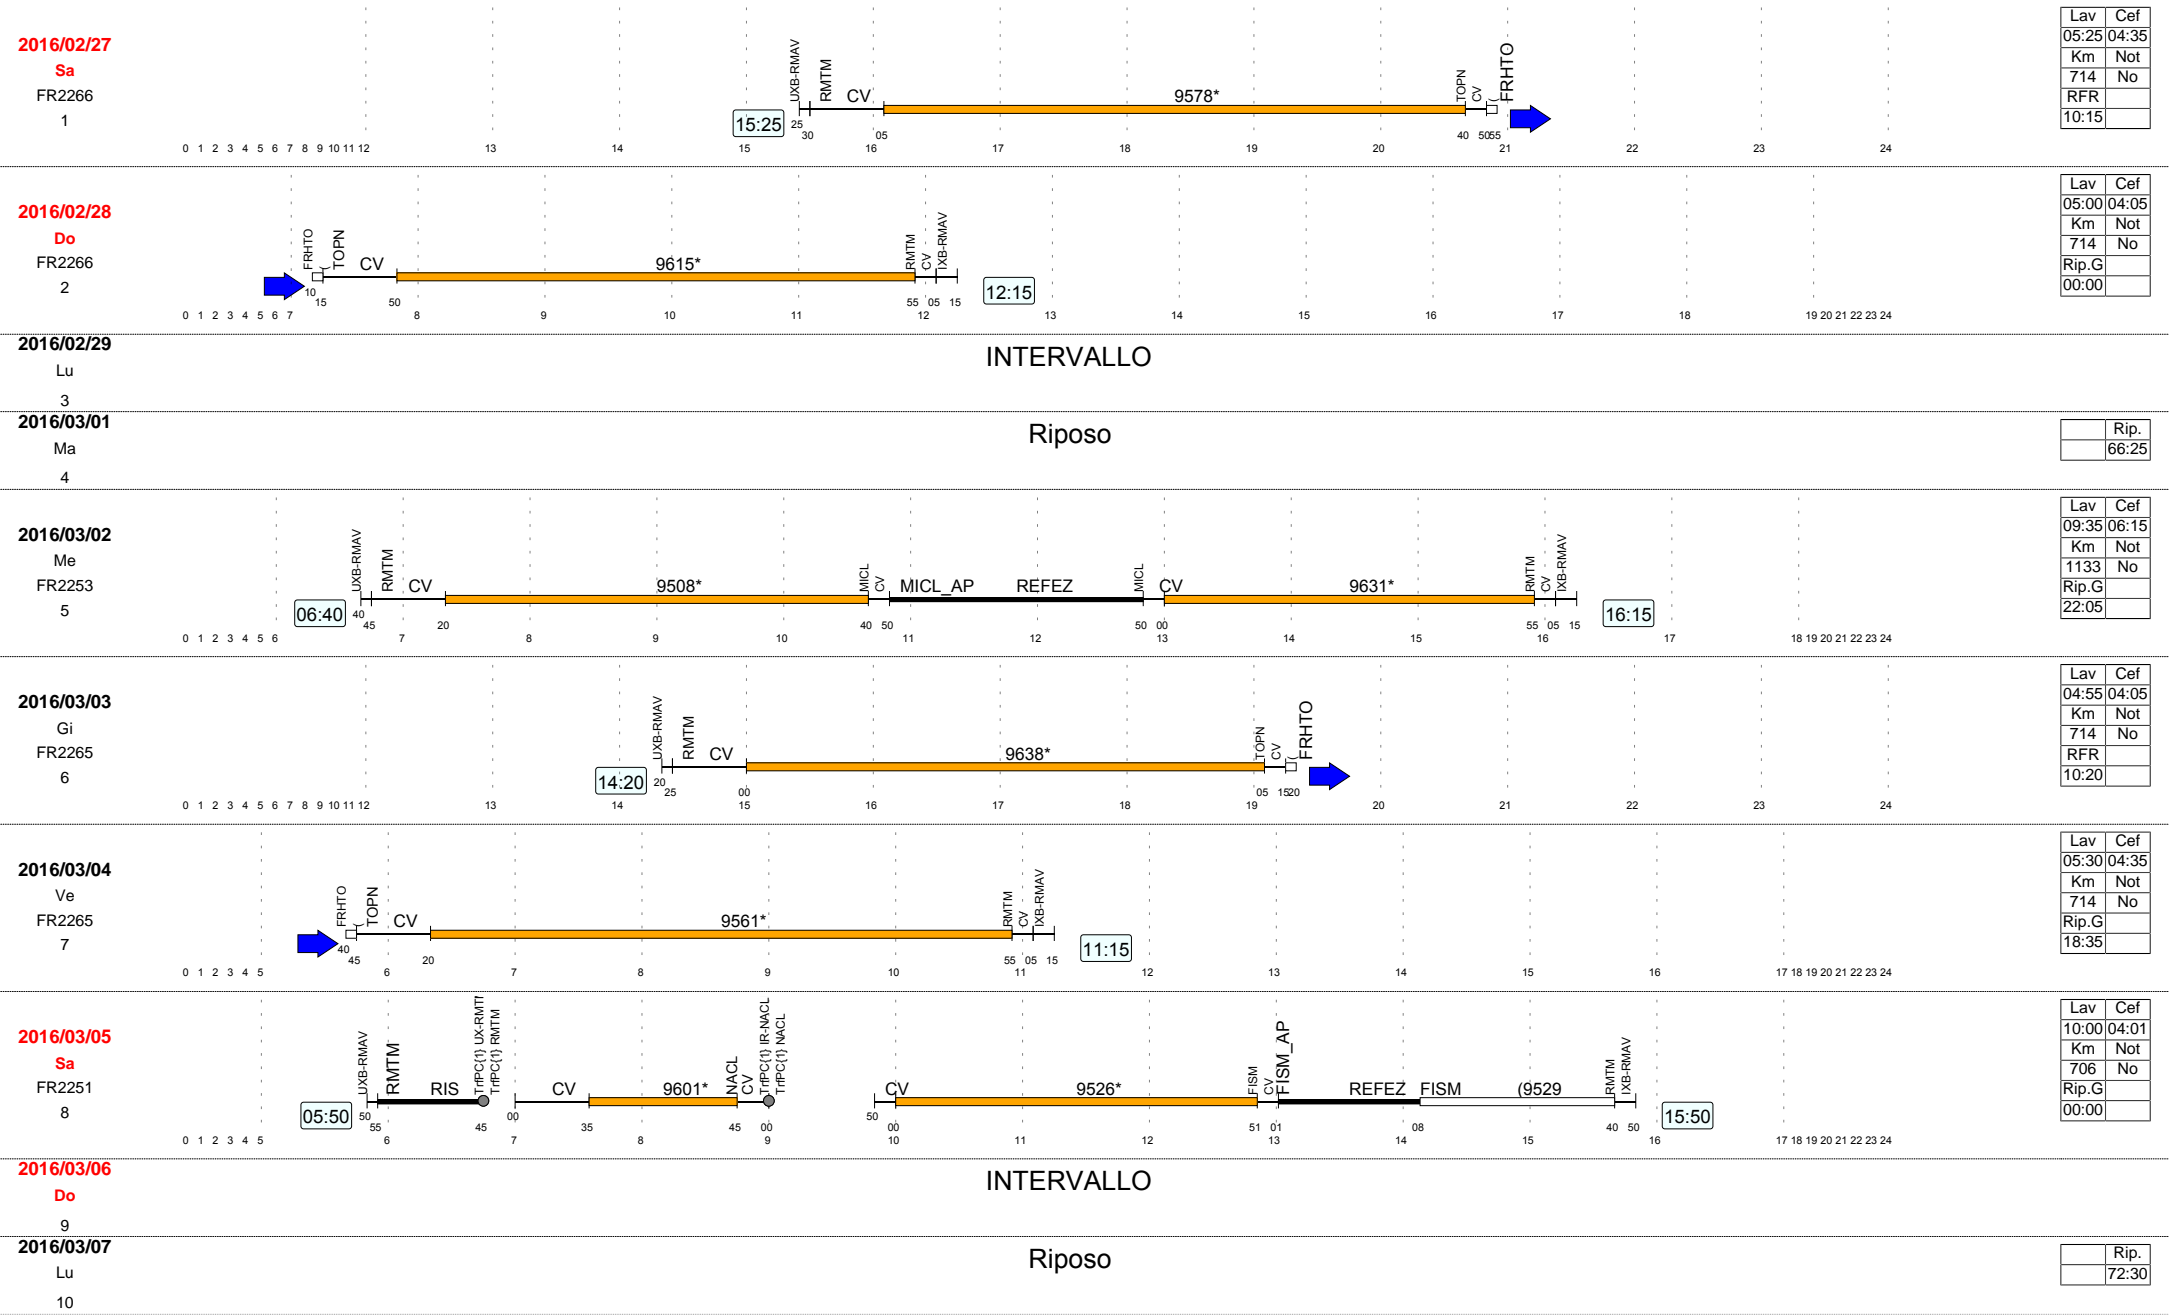 2016/02/27
Sa
FR2266
1
15:25
UXB-RMAV RMTM CV 9578* TOPN CV ( FRHTO
25 30 05 40 50 55
0 1 2 3 4 5 6 7 8 9 10 11 12 13 14 15 16 17 18 19 20 21 22 23 24
Lav Cef
05:25 04:35
Km Not
714 No
RFR
10:15
2016/02/28
Do
FR2266
2
FRHTO ( TOPN CV 9615* RMTM CV IXB-RMAV
10 15 50 55 05 15
12:15
0 1 2 3 4 5 6 7 8 9 10 11 12 13 14 15 16 17 18 19 20 21 22 23 24
Lav Cef
05:00 04:05
Km Not
714 No
Rip.G
00:00
2016/02/29
Lu
3
INTERVALLO
2016/03/01
Ma
4
Riposo
Rip.
66:25
2016/03/02
Me
FR2253
5
06:40
UXB-RMAV RMTM CV 9508* MICL CV MICL_AP REFEZ MICL CV 9631* RMTM CV IXB-RMAV
40 45 20 40 50 50 00 55 05 15
16:15
0 1 2 3 4 5 6 7 8 9 10 11 12 13 14 15 16 17 18 19 20 21 22 23 24
Lav Cef
09:35 06:15
Km Not
1133 No
Rip.G
22:05
2016/03/03
Gi
FR2265
6
14:20
UXB-RMAV RMTM CV 9638* TOPN CV ( FRHTO
20 25 00 05 15 20
0 1 2 3 4 5 6 7 8 9 10 11 12 13 14 15 16 17 18 19 20 21 22 23 24
Lav Cef
04:55 04:05
Km Not
714 No
RFR
10:20
2016/03/04
Ve
FR2265
7
FRHTO ( TOPN CV 9561* RMTM CV IXB-RMAV
40 45 20 55 05 15
11:15
0 1 2 3 4 5 6 7 8 9 10 11 12 13 14 15 16 17 18 19 20 21 22 23 24
Lav Cef
05:30 04:35
Km Not
714 No
Rip.G
18:35
2016/03/05
Sa
FR2251
8
05:50
UXB-RMAV RMTM RIS TrfPC{1} UX-RMT TrfPC{1} RMTM CV 9601* NACL CV TrfPC{1} IR-NACL TrfPC{1} NACL CV 9526* FISM CV FISM_AP REFEZ FISM (9529 RMTM IXB-RMAV
50 55 45 00 35 45 00 50 00 51 01 08 40 50
15:50
0 1 2 3 4 5 6 7 8 9 10 11 12 13 14 15 16 17 18 19 20 21 22 23 24
Lav Cef
10:00 04:01
Km Not
706 No
Rip.G
00:00
2016/03/06
Do
9
INTERVALLO
2016/03/07
Lu
10
Riposo
Rip.
72:30